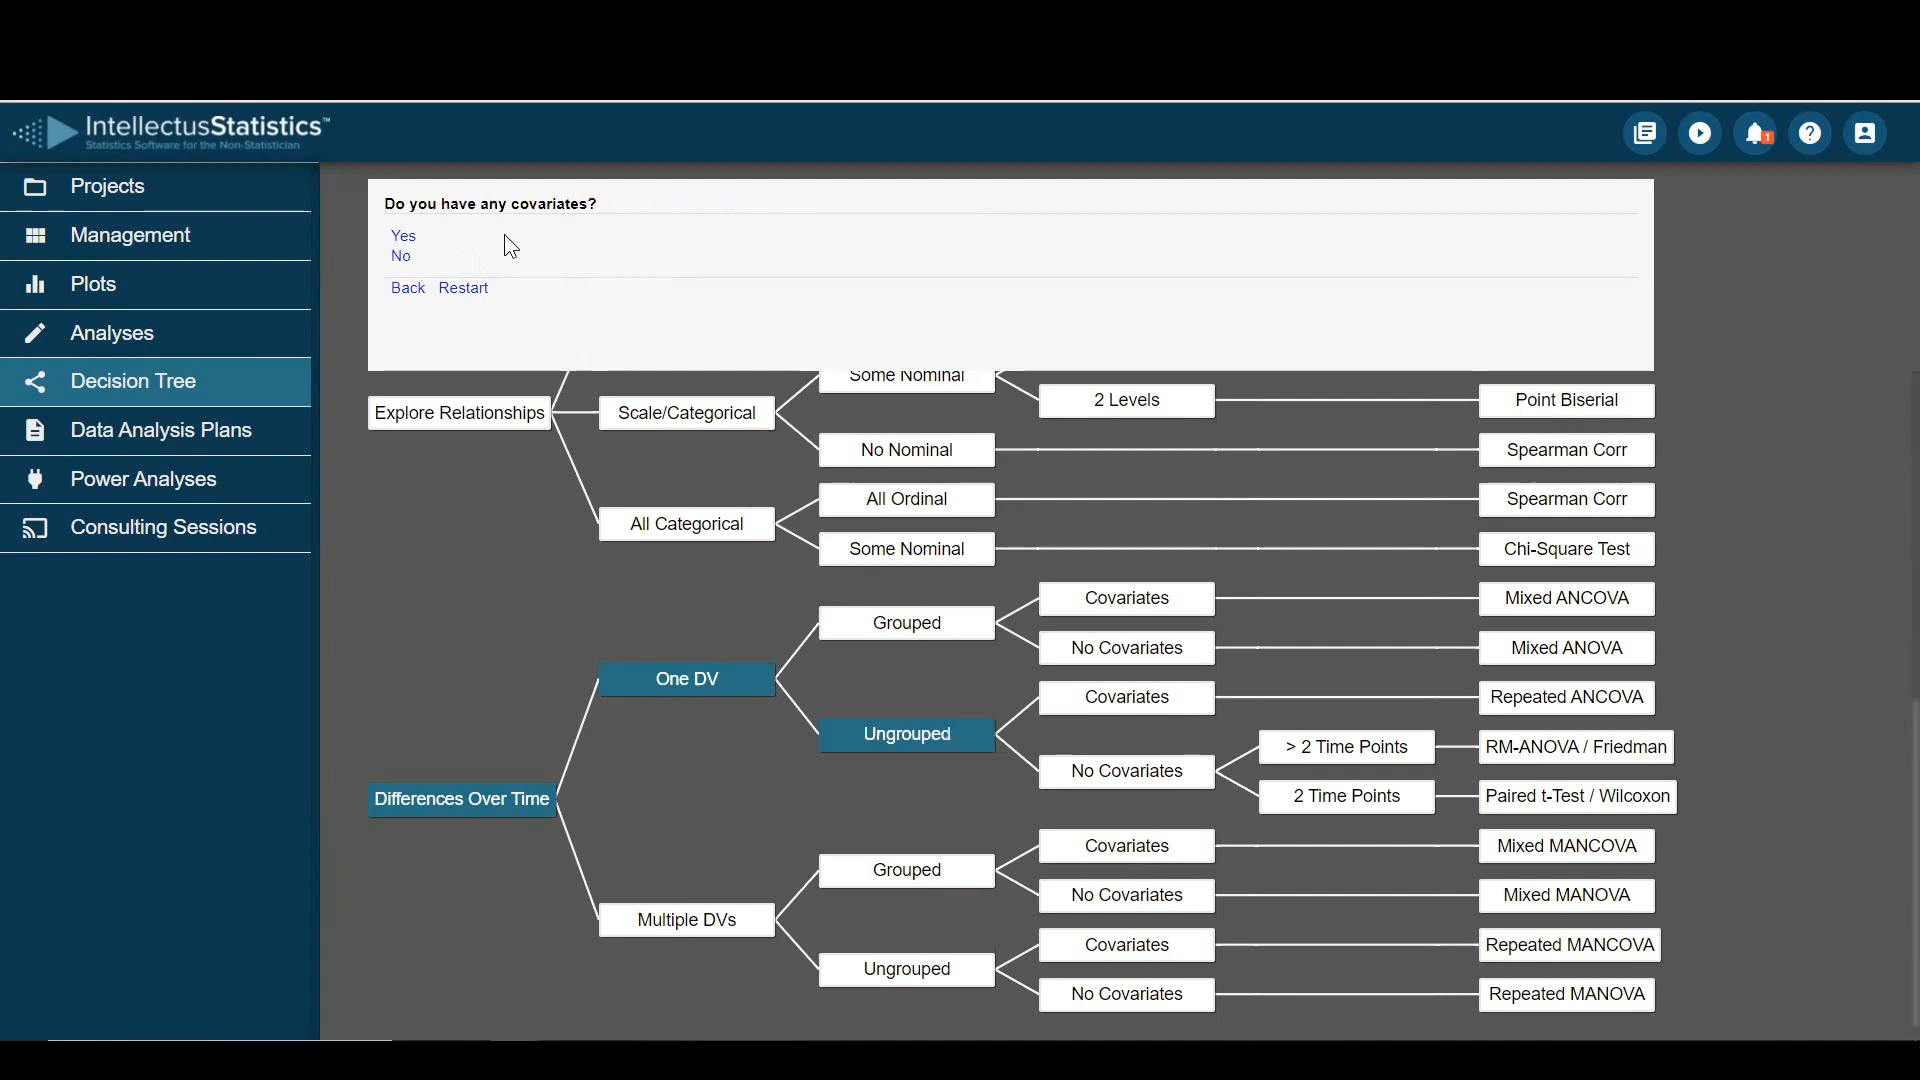 IntellectusStatistics™
Statistics Software for the Non-Statistician
1
Projects
Management
Plots
Analyses
Decision Tree
Data Analysis Plans
Power Analyses
Consulting Sessions
Do you have any covariates?
Yes
No
Back Restart
Some Nominal
2 Levels
Point Biserial
Explore Relationships
Scale/Categorical
No Nominal
Spearman Corr
All Ordinal
Spearman Corr
All Categorical
Some Nominal
Chi-Square Test
Covariates
Mixed ANCOVA
Grouped
No Covariates
Mixed ANOVA
One DV
Covariates
Repeated ANCOVA
Ungrouped
> 2 Time Points
RM-ANOVA / Friedman
No Covariates
2 Time Points
Paired t-Test / Wilcoxon
Differences Over Time
Covariates
Mixed MANCOVA
Grouped
No Covariates
Mixed MANOVA
Multiple DVs
Covariates
Repeated MANCOVA
Ungrouped
No Covariates
Repeated MANOVA